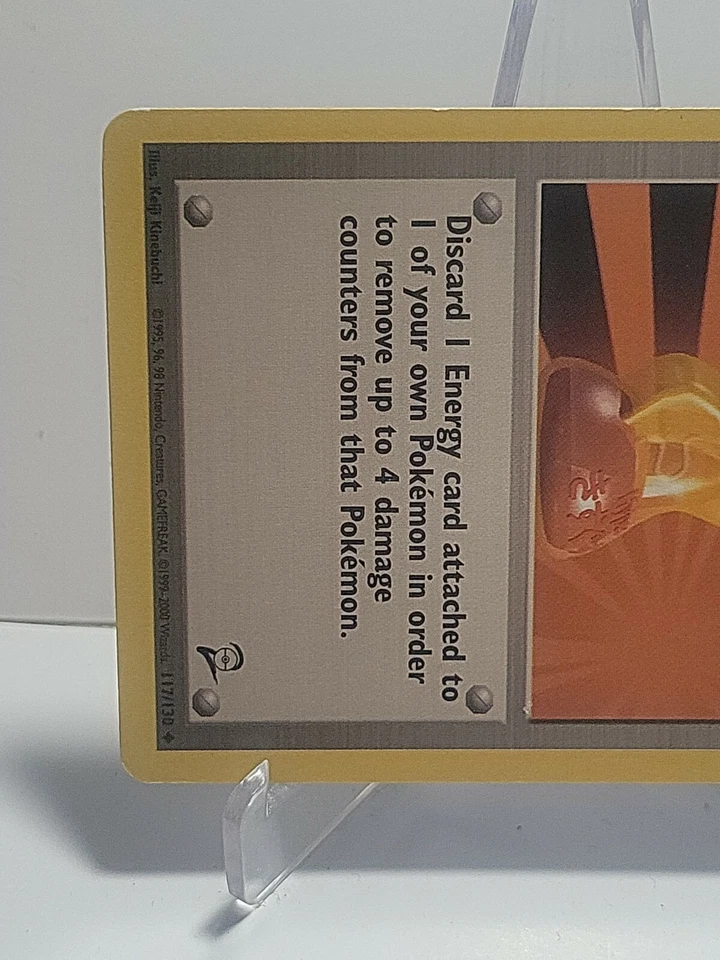 Discard 1 Energy card attached to
1 of your own Pokémon in order
to remove up to 4 damage
counters from that Pokémon.
Illus. Keiji Kinebuchi ©1995, 96, 98 Nintendo, Creatures, GAMEFREAK. ©1999-2000 Wizards. 117/130 ◆